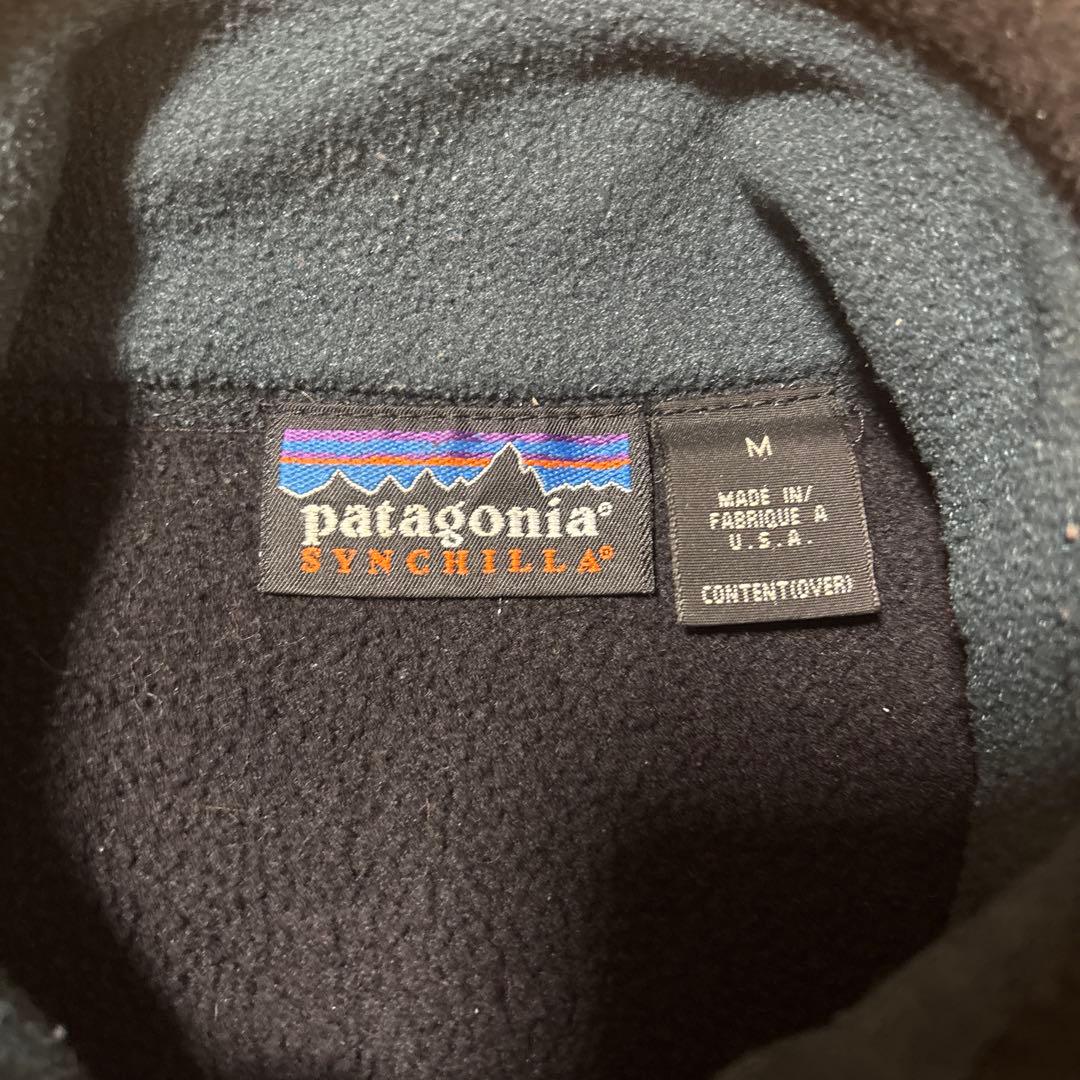 patagonia®
SYNCHILLA®
M
MADE IN/
FABRIQUE A
U.S.A.
CONTENT(OVER)